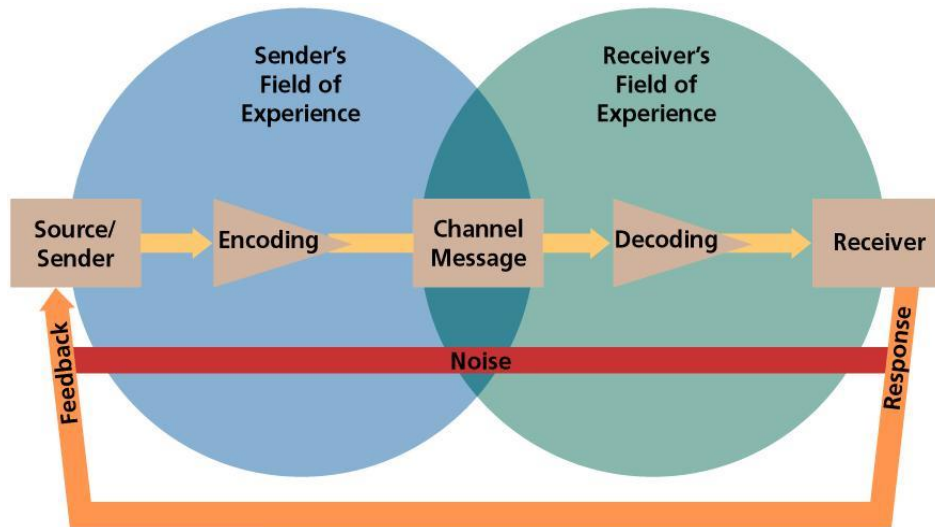 Sender's
Field of
Experience
Receiver's
Field of
Experience
Source/
Sender
Encoding
Channel
Message
Decoding
Receiver
Feedback
Noise
Response